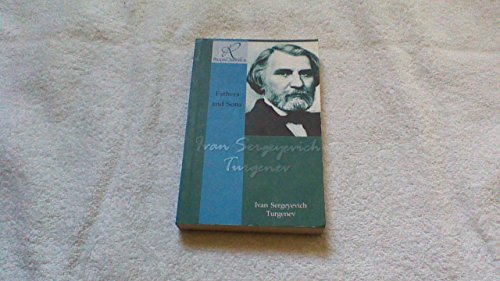 Fathers
and Sons
Ivan Sergeyevich
Turgenev
Ivan Sergeyevich
Turgenev